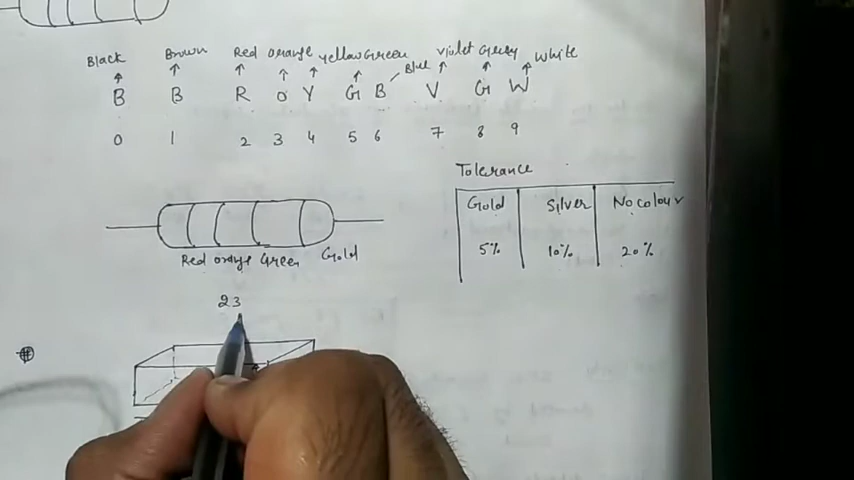 Black Brown Red orange yellow Green Blue violet Grey White
B B R O Y G B V G W
0 1 2 3 4 5 6 7 8 9
Tolerance
Gold Silver No colour
5% 10% 20%
Red orange Green Gold
23